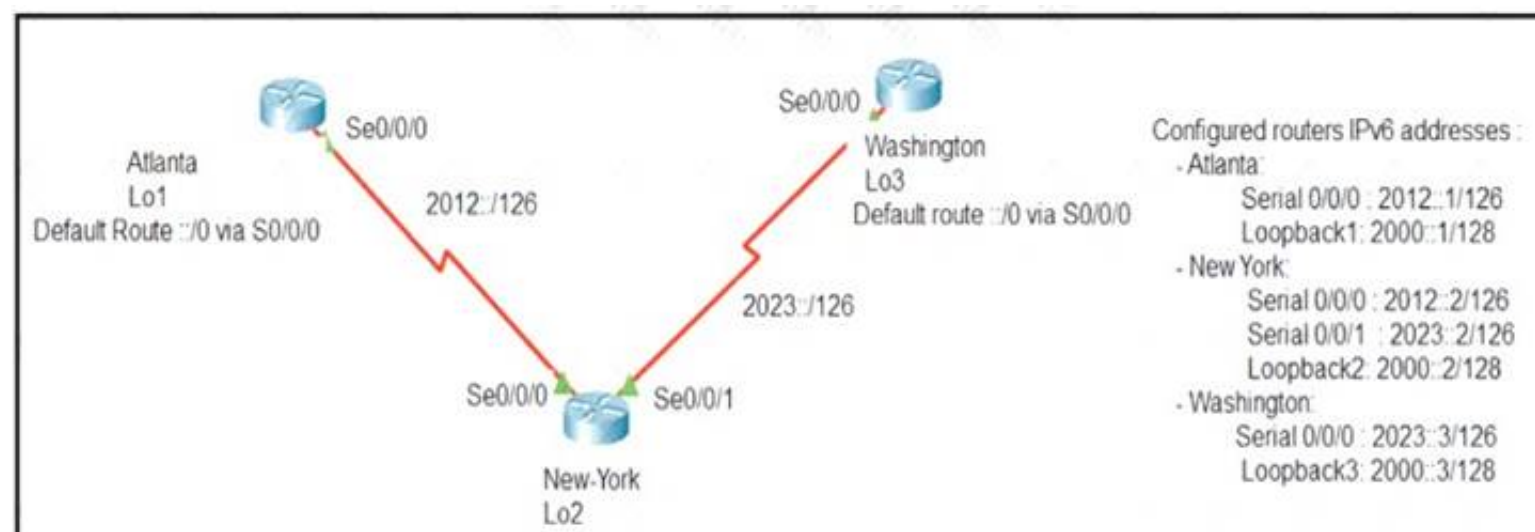 Se0/0/0
Atlanta
Lo1
Default Route ::/0 via S0/0/0
2012::/126
Se0/0/0
Washington
Lo3
Default route ::/0 via S0/0/0
2023::/126
Se0/0/0
Se0/0/1
New-York
Lo2
Configured routers IPv6 addresses :
- Atlanta:
Serial 0/0/0 : 2012::1/126
Loopback1: 2000::1/128
- New York:
Serial 0/0/0 : 2012::2/126
Serial 0/0/1 : 2023::2/126
Loopback2: 2000::2/128
- Washington:
Serial 0/0/0 : 2023::3/126
Loopback3: 2000::3/128